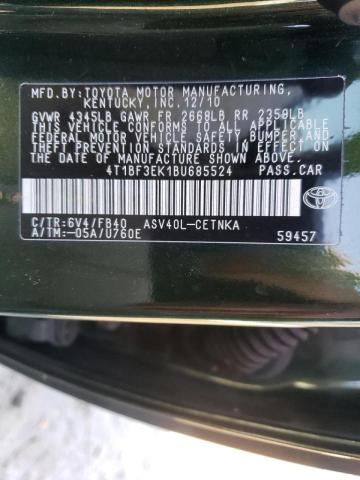 MFD.BY:TOYOTA MOTOR MANUFACTURING,
KENTUCKY, INC. 12/10
GVWR 4345LB GAWR FR 2668LB RR 2359LB
THIS VEHICLE CONFORMS TO ALL APPLICABLE
FEDERAL MOTOR VEHICLE SAFETY, BUMPER, AND
THEFT PREVENTION STANDARDS IN EFFECT ON
THE DATE OF MANUFACTURE SHOWN ABOVE.
4T1BF3EK1BU685524 PASS.CAR
C/TR:6V4/FB40 ASV40L-CETNKA
A/TM:-05A/U760E 59457
TOYOTA